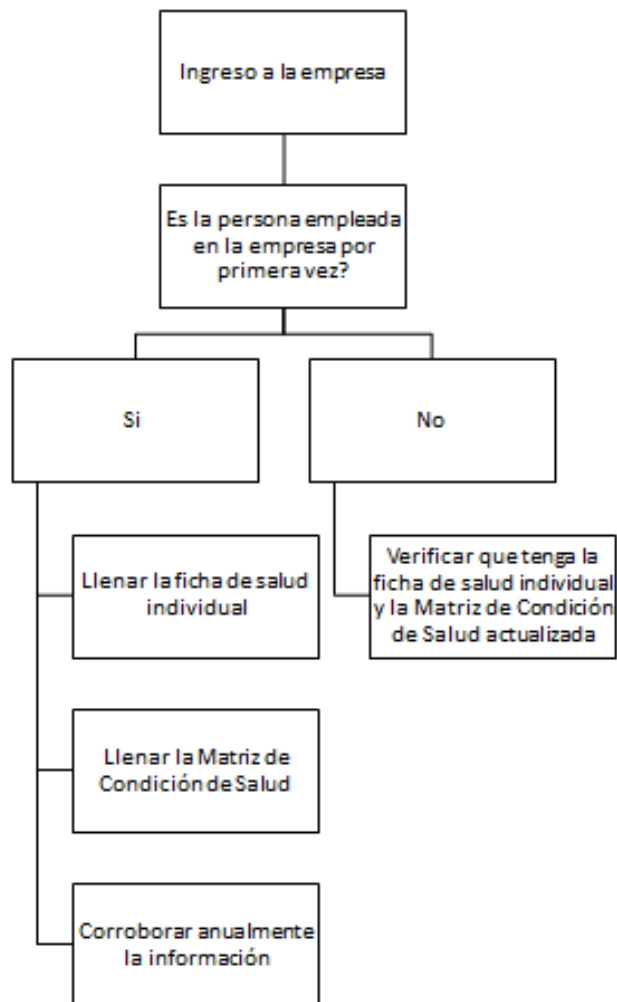 Ingreso a la empresa
Es la persona empleada
en la empresa por
primera vez?
Si
No
Llenar la ficha de salud
individual
Verificar que tenga la
ficha de salud individual
y la Matriz de Condición
de Salud actualizada
Llenar la Matriz de
Condición de Salud
Corroborar anualmente
la información